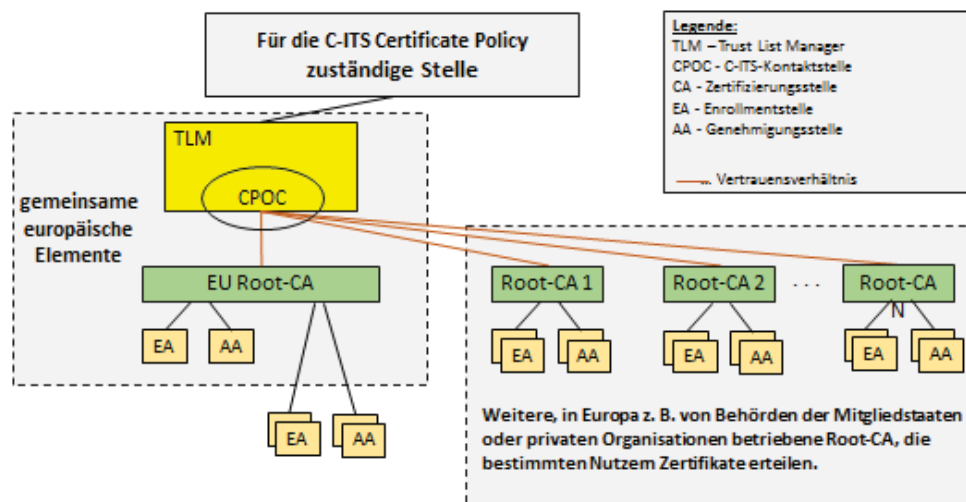 Für die C-ITS Certificate Policy
zuständige Stelle
Legende:
TLM – Trust List Manager
CPOC - C-ITS-Kontaktstelle
CA - Zertifizierungsstelle
EA - Enrollmentstelle
AA - Genehmigungsstelle
... Vertrauensverhältnis
TLM
CPOC
gemeinsame
europäische
Elemente
EU Root-CA
EA
AA
EA
AA
Root-CA 1
Root-CA 2
. . .
Root-CA
N
EA
AA
EA
AA
EA
AA
Weitere, in Europa z. B. von Behörden der Mitgliedstaaten
oder privaten Organisationen betriebene Root-CA, die
bestimmten Nutzern Zertifikate erteilen.